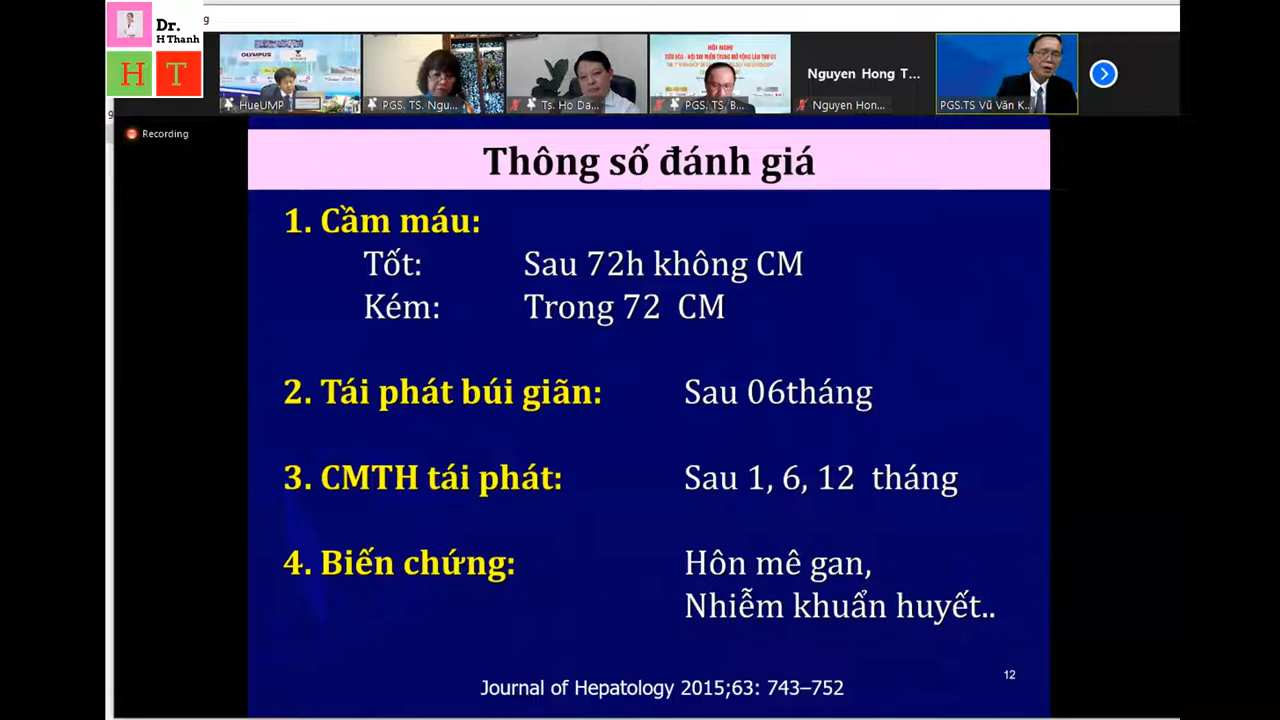 Dr.
H Thanh
H T
OLYMPUS
HỘI NGHỊ
HueUMP
PGS. TS. Ngu...
Ts. Ho Da...
PGS. TS, B...
Nguyen Hong T...
Nguyen Hon...
PGS.TS Vũ Văn K...
Recording
Thông số đánh giá
1. Cầm máu:
Tốt: Sau 72h không CM
Kém: Trong 72 CM
2. Tái phát búi giãn: Sau 06tháng
3. CMTH tái phát: Sau 1, 6, 12 tháng
4. Biến chứng: Hôn mê gan,
Nhiễm khuẩn huyết..
12
Journal of Hepatology 2015;63: 743–752